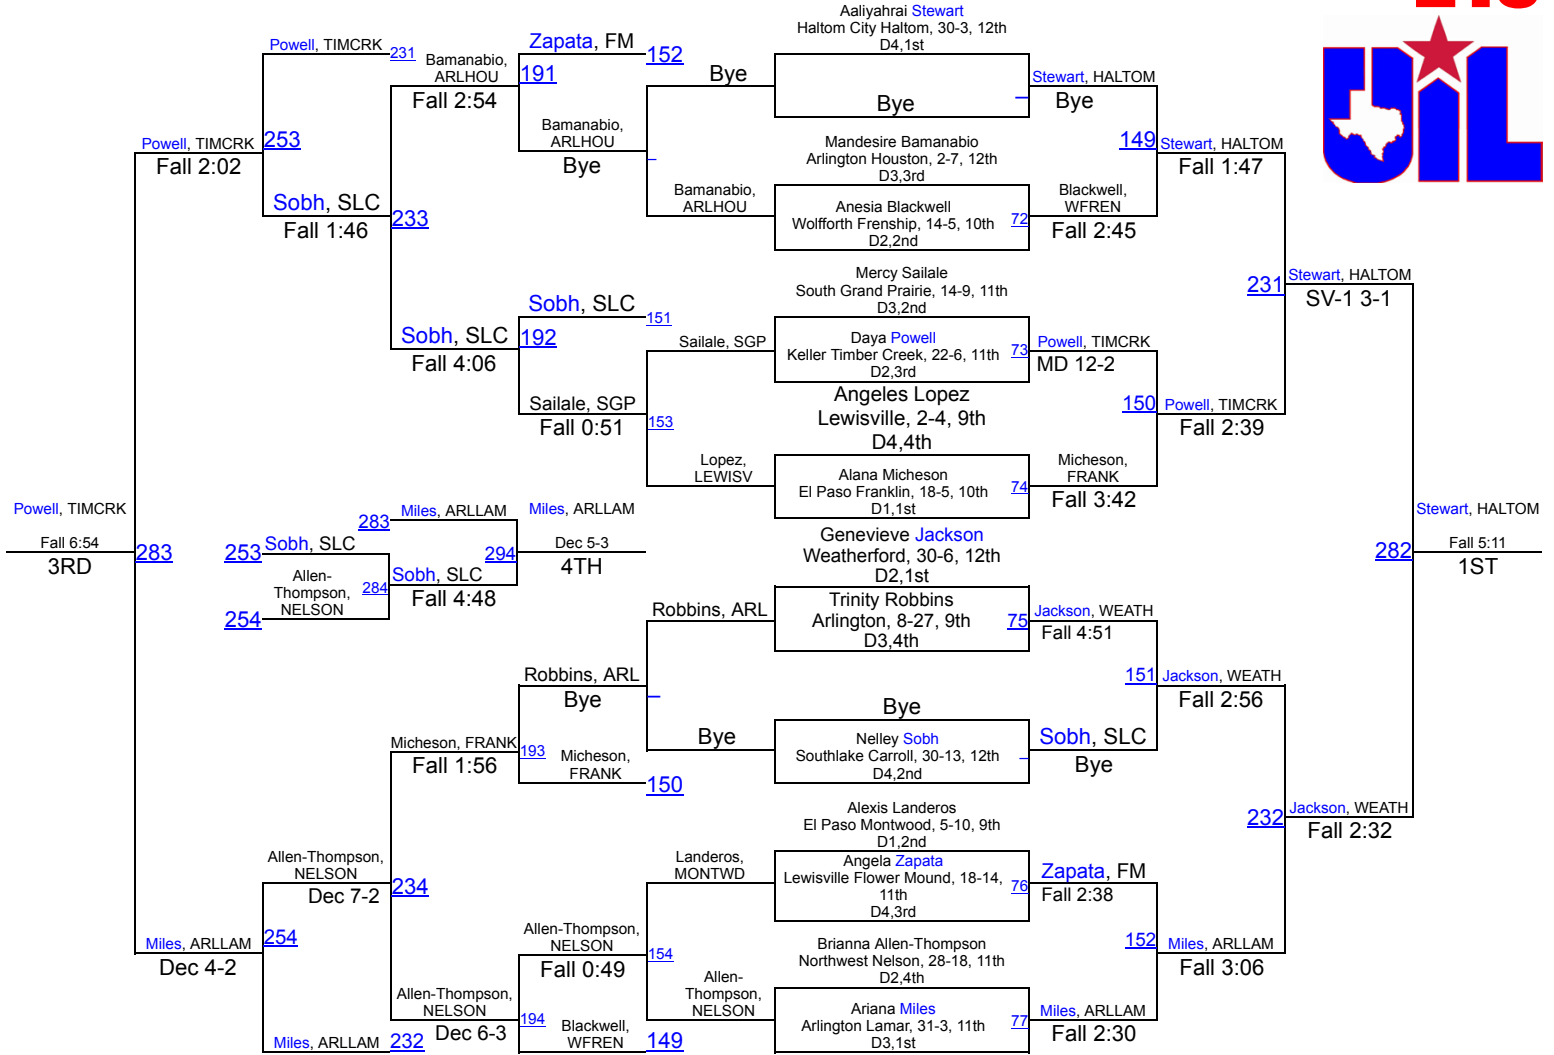 Aaliyahrai Stewart
Haltom City Haltom, 30-3, 12th
D4,1st
Bye
Mandesire Bamanabio
Arlington Houston, 2-7, 12th
D3,3rd
Anesia Blackwell
Wolfforth Frenship, 14-5, 10th
D2,2nd
72
Mercy Sailale
South Grand Prairie, 14-9, 11th
D3,2nd
Daya Powell
Keller Timber Creek, 22-6, 11th
D2,3rd
73
Angeles Lopez
Lewisville, 2-4, 9th
D4,4th
Alana Micheson
El Paso Franklin, 18-5, 10th
D1,1st
74
Genevieve Jackson
Weatherford, 30-6, 12th
D2,1st
Trinity Robbins
Arlington, 8-27, 9th
D3,4th
75
Bye
Nelley Sobh
Southlake Carroll, 30-13, 12th
D4,2nd
Alexis Landeros
El Paso Montwood, 5-10, 9th
D1,2nd
Angela Zapata
Lewisville Flower Mound, 18-14,
11th
D4,3rd
76
Brianna Allen-Thompson
Northwest Nelson, 28-18, 11th
D2,4th
Ariana Miles
Arlington Lamar, 31-3, 11th
D3,1st
77
Stewart, HALTOM
Bye
149
Blackwell,
WFREN
Fall 2:45
Powell, TIMCRK
MD 12-2
150
Micheson,
FRANK
Fall 3:42
Jackson, WEATH
Fall 4:51
151
Sobh, SLC
Bye
Zapata, FM
Fall 2:38
152
Miles, ARLLAM
Fall 2:30
Stewart, HALTOM
Fall 1:47
231
Powell, TIMCRK
Fall 2:39
Jackson, WEATH
Fall 2:56
232
Miles, ARLLAM
Fall 3:06
Stewart, HALTOM
SV-1 3-1
282
Jackson, WEATH
Fall 2:32
Stewart, HALTOM
Fall 5:11
1ST
UIL
Bye
Bamanabio,
ARLHOU
Sailale, SGP
153
Lopez,
LEWISV
Robbins, ARL
Bye
Landeros,
MONTWD
154
Allen-
Thompson,
NELSON
Zapata, FM
152
191
Bamanabio,
ARLHOU
Bye
Sobh, SLC
151
192
Sailale, SGP
Fall 0:51
Robbins, ARL
Bye
193
Micheson,
FRANK
150
Allen-Thompson,
NELSON
Fall 0:49
194
Blackwell,
WFREN
149
Bamanabio,
ARLHOU
Fall 2:54
233
Sobh, SLC
Fall 4:06
Micheson, FRANK
Fall 1:56
234
Allen-Thompson,
NELSON
Dec 6-3
Powell, TIMCRK
231
253
Sobh, SLC
Fall 1:46
Allen-Thompson,
NELSON
Dec 7-2
254
Miles, ARLLAM
232
Powell, TIMCRK
Fall 2:02
283
Miles, ARLLAM
Dec 4-2
Powell, TIMCRK
Fall 6:54
3RD
283
Miles, ARLLAM
253
Sobh, SLC
284
Allen-
Thompson,
NELSON
254
Sobh, SLC
Fall 4:48
294
Miles, ARLLAM
Dec 5-3
4TH